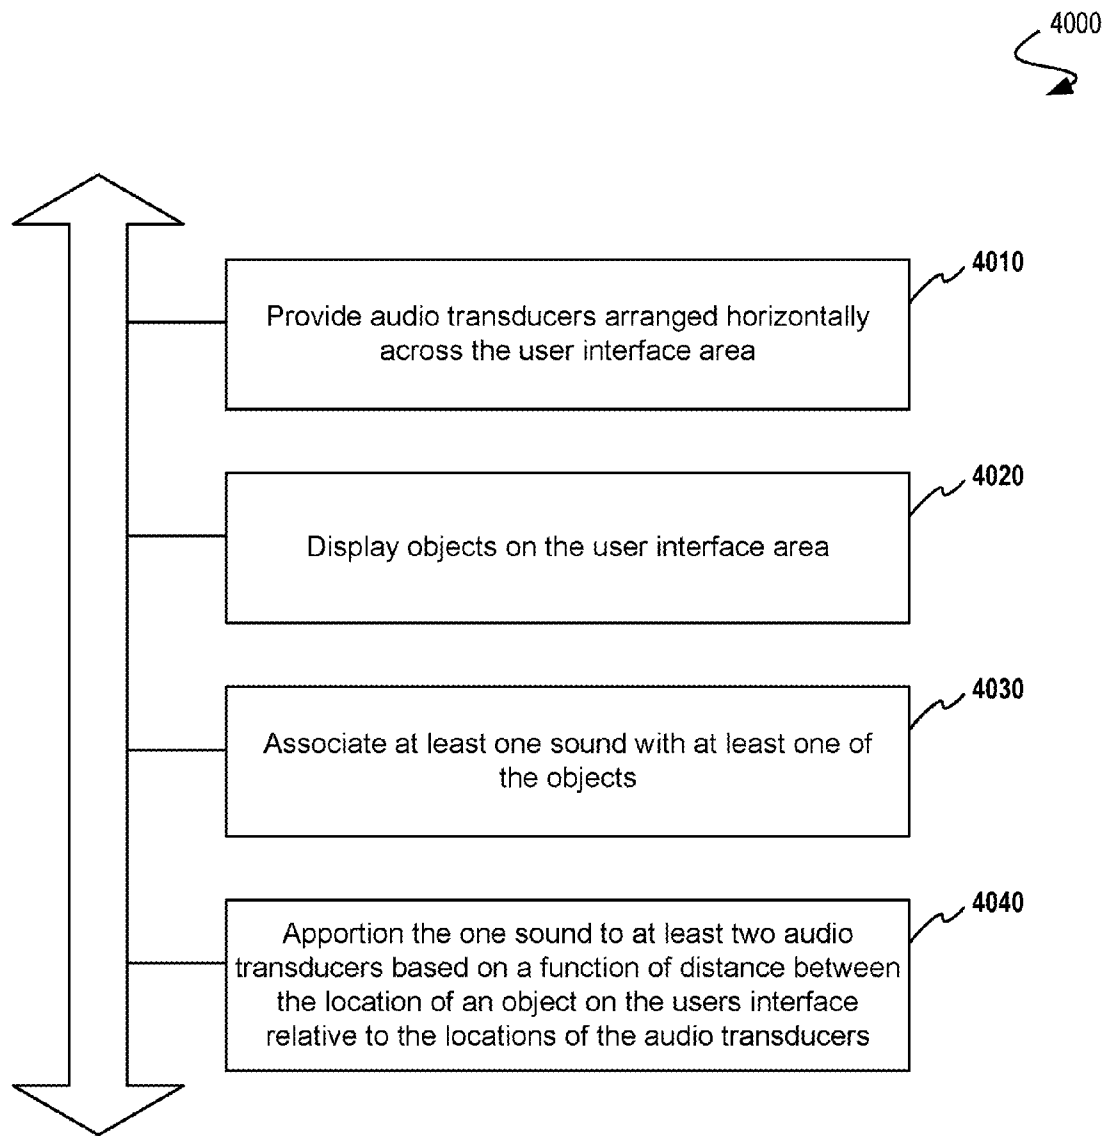 4000
4010
Provide audio transducers arranged horizontally
across the user interface area
4020
Display objects on the user interface area
4030
Associate at least one sound with at least one of
the objects
4040
Apportion the one sound to at least two audio
transducers based on a function of distance between
the location of an object on the users interface
relative to the locations of the audio transducers